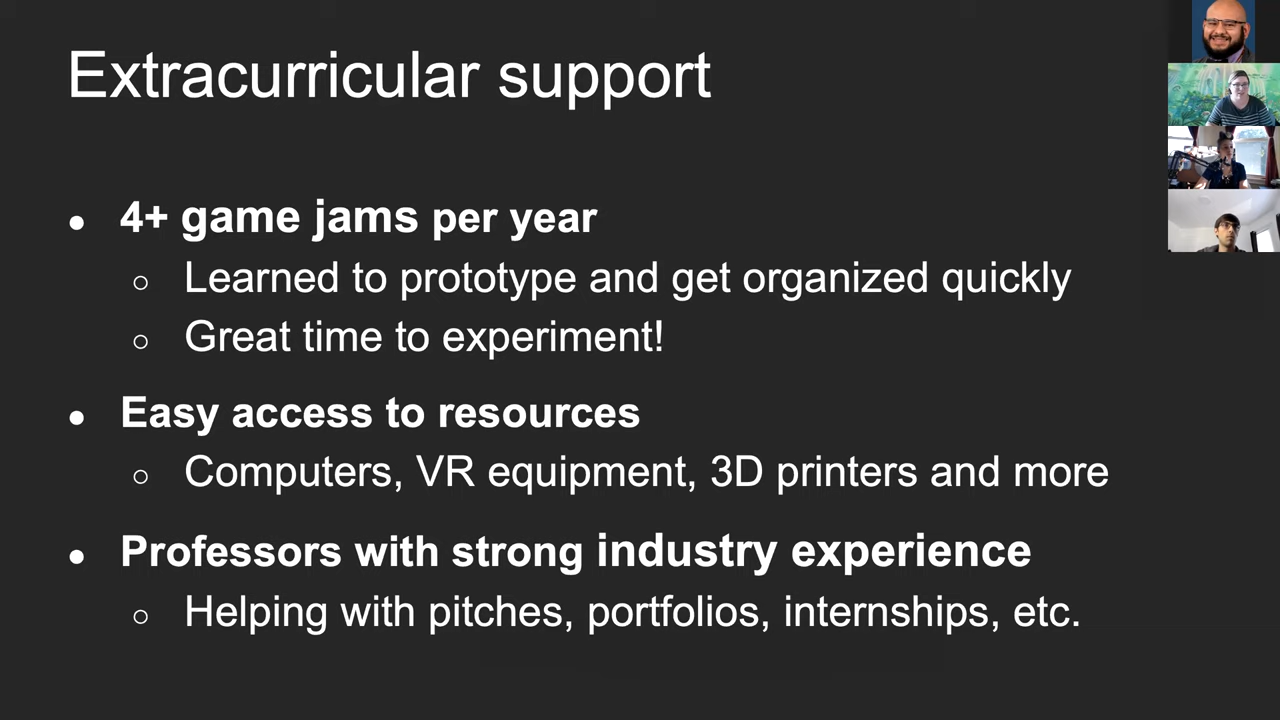 Extracurricular support
● 4+ game jams per year
○ Learned to prototype and get organized quickly
○ Great time to experiment!
● Easy access to resources
○ Computers, VR equipment, 3D printers and more
● Professors with strong industry experience
○ Helping with pitches, portfolios, internships, etc.